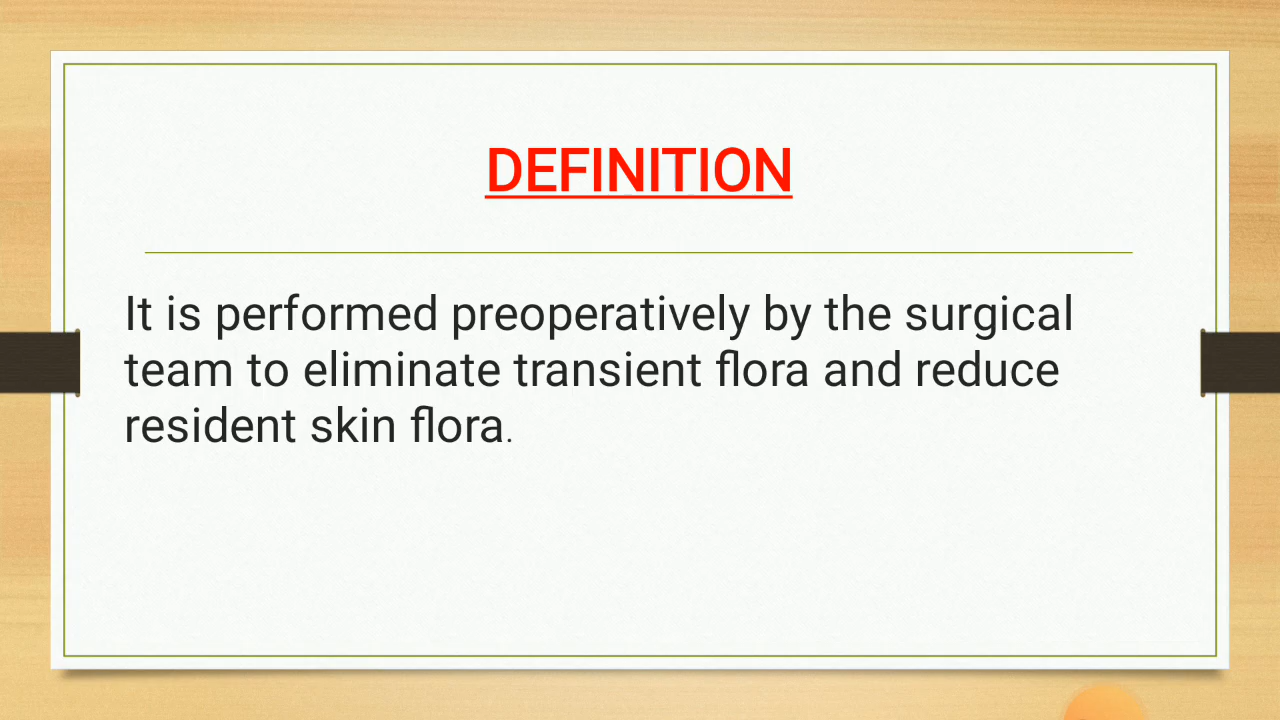 DEFINITION
It is performed preoperatively by the surgical
team to eliminate transient flora and reduce
resident skin flora.